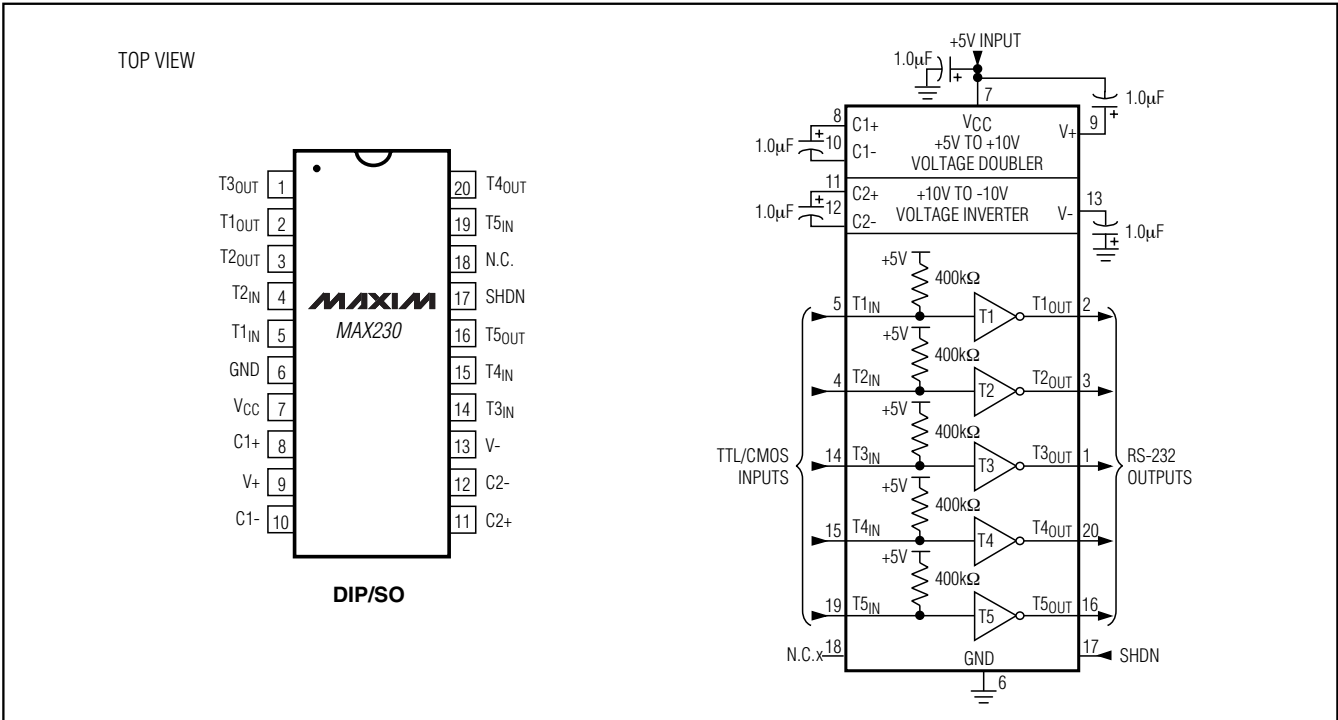 TOP VIEW
T3OUT 1
T1OUT 2
T2OUT 3
T2IN 4
T1IN 5
GND 6
VCC 7
C1+ 8
V+ 9
C1- 10
MAXIM
MAX230
20 T4OUT
19 T5IN
18 N.C.
17 SHDN
16 T5OUT
15 T4IN
14 T3IN
13 V-
12 C2-
11 C2+
DIP/SO
+5V INPUT
1.0µF +
7
1.0µF
+
8 C1+
1.0µF + 10 C1-
VCC
+5V TO +10V
VOLTAGE DOUBLER
V+ 9
11 C2+
1.0µF + 12 C2-
+10V TO -10V
VOLTAGE INVERTER
V- 13
1.0µF
+
+5V
400kΩ
5 T1IN T1 T1OUT 2
+5V
400kΩ
4 T2IN T2 T2OUT 3
+5V
400kΩ
TTL/CMOS
INPUTS
14 T3IN T3 T3OUT 1
RS-232
OUTPUTS
+5V
400kΩ
15 T4IN T4 T4OUT 20
+5V
400kΩ
19 T5IN T5 T5OUT 16
N.C. x 18
GND
17 SHDN
6